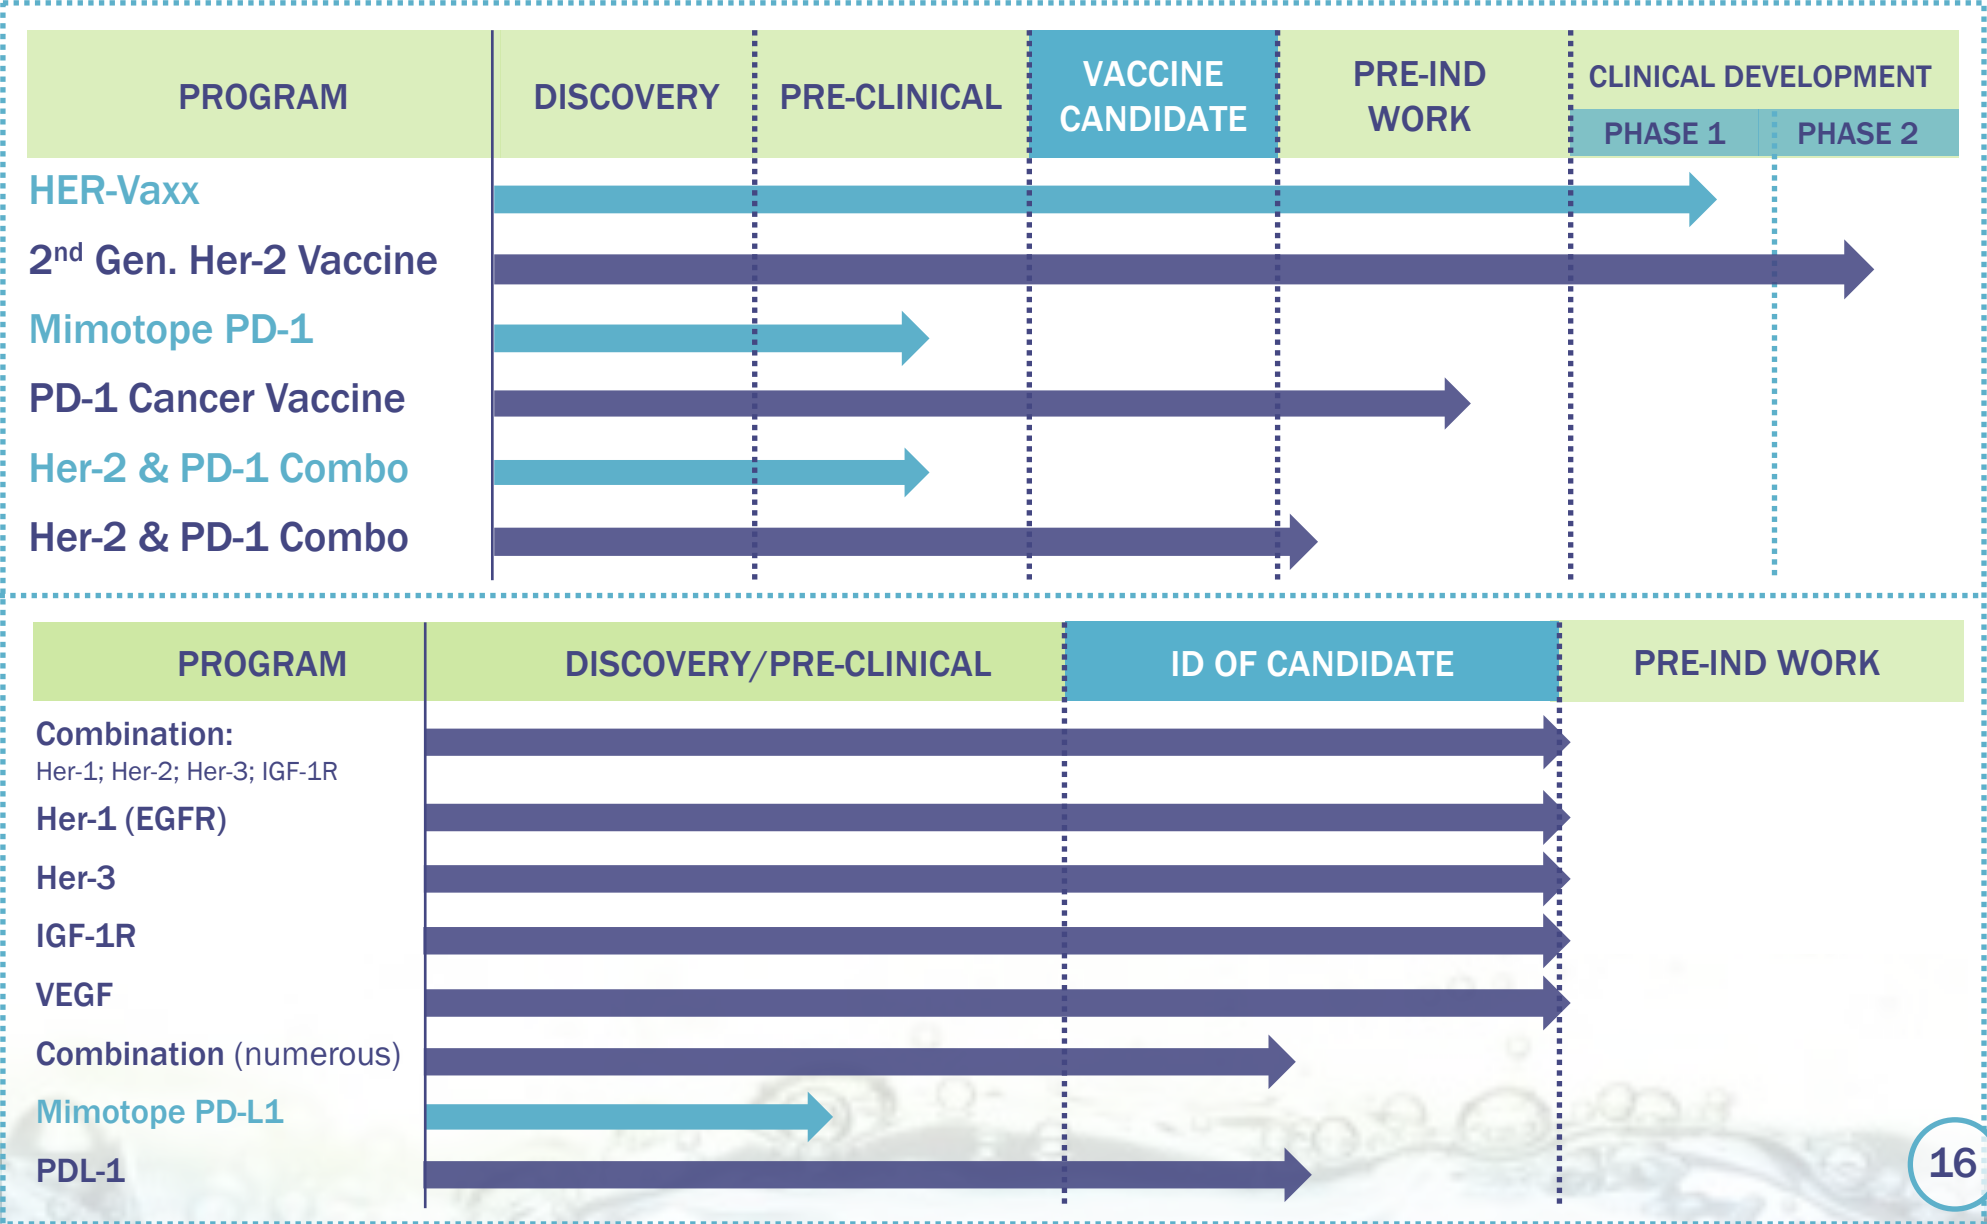 PROGRAM
DISCOVERY
PRE-CLINICAL
VACCINE
CANDIDATE
PRE-IND
WORK
CLINICAL DEVELOPMENT
PHASE 1
PHASE 2
HER-Vaxx
2nd Gen. Her-2 Vaccine
Mimotope PD-1
PD-1 Cancer Vaccine
Her-2 & PD-1 Combo
Her-2 & PD-1 Combo
PROGRAM
DISCOVERY/PRE-CLINICAL
ID OF CANDIDATE
PRE-IND WORK
Combination:
Her-1; Her-2; Her-3; IGF-1R
Her-1 (EGFR)
Her-3
IGF-1R
VEGF
Combination (numerous)
Mimotope PD-L1
PDL-1
16